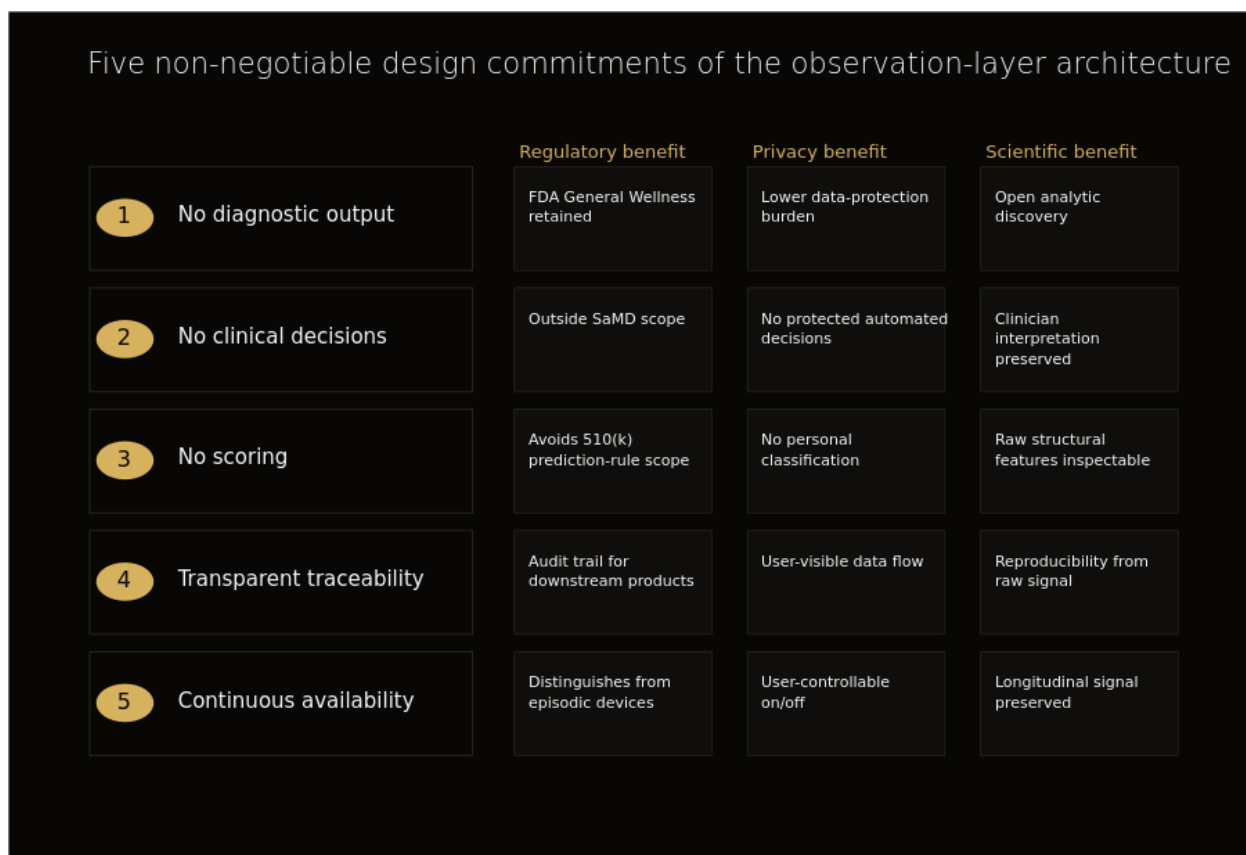 Five non-negotiable design commitments of the observation-layer architecture
Regulatory benefit
Privacy benefit
Scientific benefit
1
No diagnostic output
FDA General Wellness
retained
Lower data-protection
burden
Open analytic
discovery
2
No clinical decisions
Outside SaMD scope
No protected automated
decisions
Clinician
interpretation
preserved
3
No scoring
Avoids 510(k)
prediction-rule scope
No personal
classification
Raw structural
features inspectable
4
Transparent traceability
Audit trail for
downstream products
User-visible data flow
Reproducibility from
raw signal
5
Continuous availability
Distinguishes from
episodic devices
User-controllable
on/off
Longitudinal signal
preserved